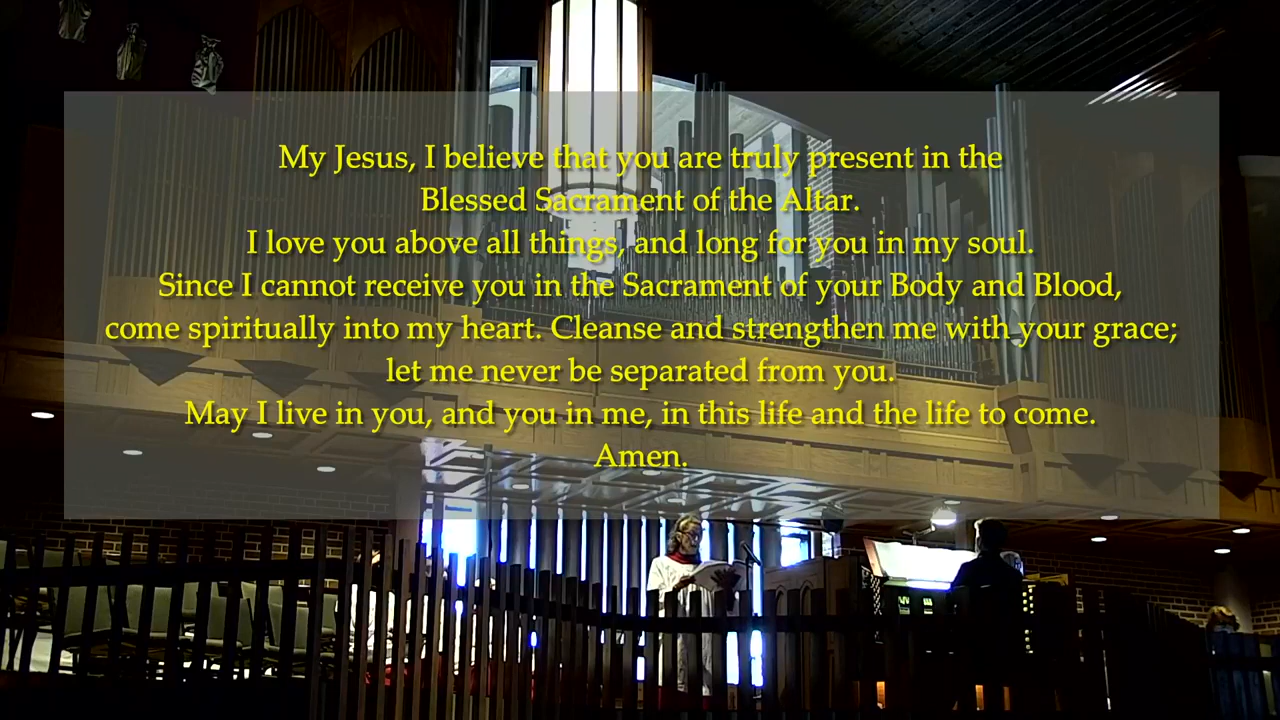 My Jesus, I believe that you are truly present in the
Blessed Sacrament of the Altar.
I love you above all things, and long for you in my soul.
Since I cannot receive you in the Sacrament of your Body and Blood,
come spiritually into my heart. Cleanse and strengthen me with your grace;
let me never be separated from you.
May I live in you, and you in me, in this life and the life to come.
Amen.